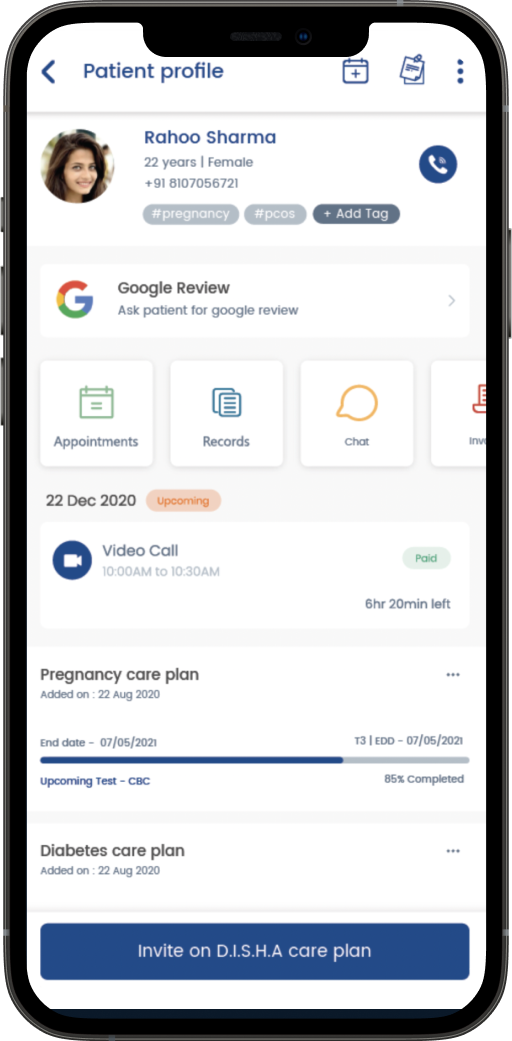 Patient profile
Rahoo Sharma
22 years | Female
+91 8107056721
#pregnancy #pcos + Add Tag
Google Review
Ask patient for google review
Appointments Records Chat
22 Dec 2020 Upcoming
Video Call
Paid
10:00AM to 10:30AM
6hr 20min left
Pregnancy care plan
Added on : 22 Aug 2020
End date - 07/05/2021 T3 | EDD - 07/05/2021
Upcoming Test - CBC 85% Completed
Diabetes care plan
Added on : 22 Aug 2020
Invite on D.I.S.H.A care plan